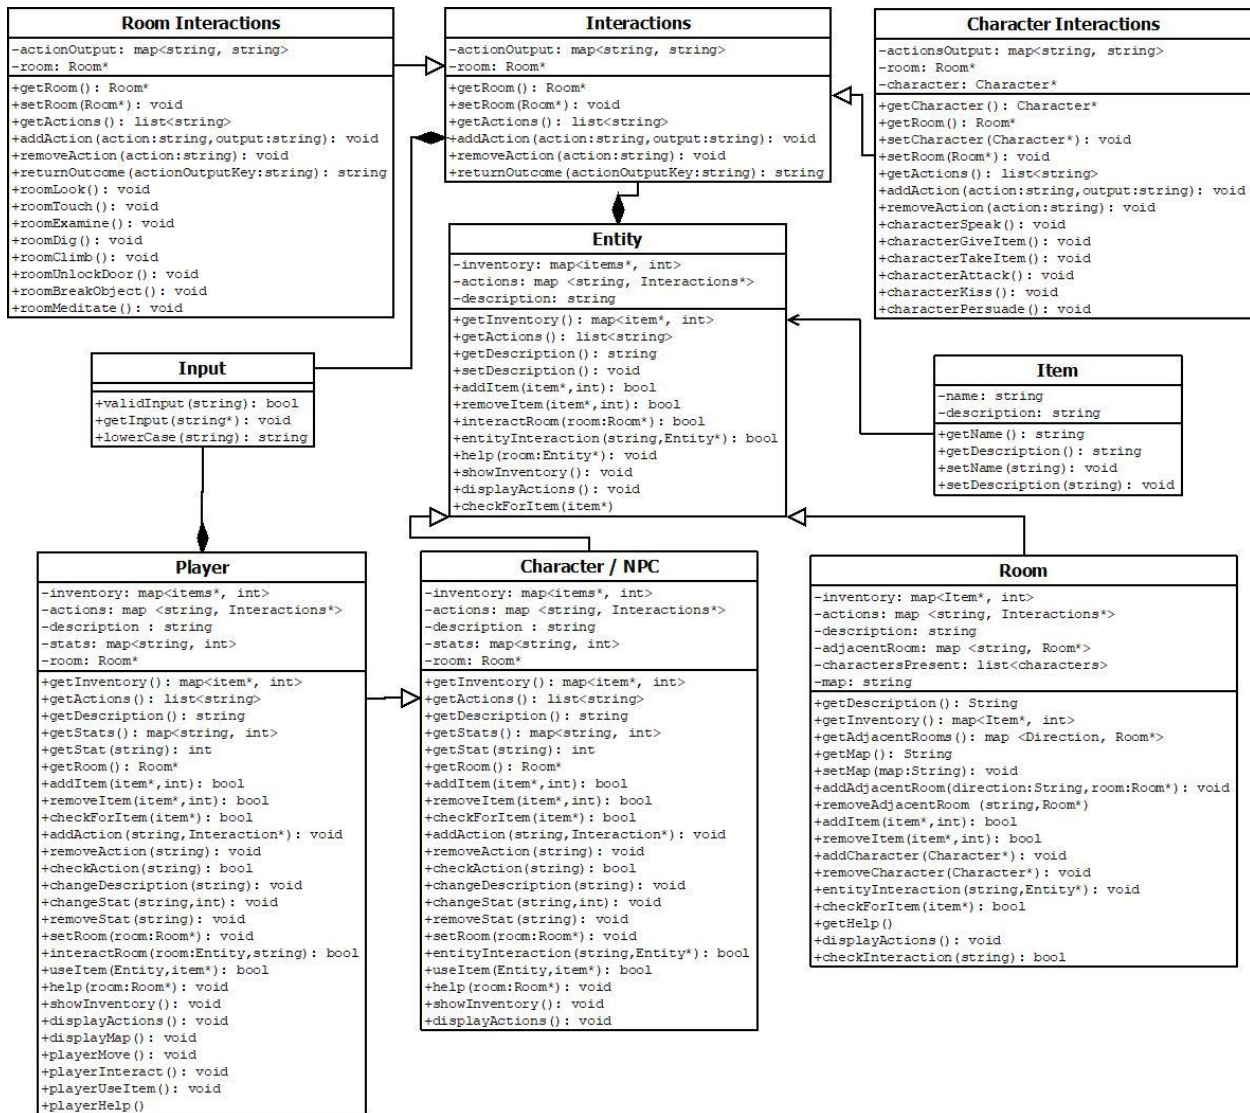 Room Interactions
-actionOutput: map<string, string>
-room: Room*
+getRoom(): Room*
+setRoom(Room*): void
+getActions(): list<string>
+addAction(action:string,output:string): void
+removeAction(action:string): void
+returnOutcome(actionOutputKey:string): string
+roomLook(): void
+roomTouch(): void
+roomExamine(): void
+roomDig(): void
+roomClimb(): void
+roomUnlockDoor(): void
+roomBreakObject(): void
+roomMeditate(): void
Interactions
-actionOutput: map<string, string>
-room: Room*
+getRoom(): Room*
+setRoom(Room*): void
+getActions(): list<string>
+addAction(action:string,output:string): void
+removeAction(action:string): void
+returnOutcome(actionOutputKey:string): string
Character Interactions
-actionsOutput: map<string, string>
-room: Room*
-character: Character*
+getCharacter(): Character*
+getRoom(): Room*
+setCharacter(Character*): void
+setRoom(Room*): void
+getActions(): list<string>
+addAction(action:string,output:string): void
+removeAction(action:string): void
+characterSpeak(): void
+characterGiveItem(): void
+characterTakeItem(): void
+characterAttack(): void
+characterKiss(): void
+characterPersuade(): void
Entity
-inventory: map<items*, int>
-actions: map <string, Interactions*>
-description: string
+getInventory(): map<item*, int>
+getActions(): list<string>
+getDescription(): string
+setDescription(): void
+addItem(item*,int): bool
+removeItem(item*,int): bool
+interactRoom(room:Room*): bool
+entityInteraction(string,Entity*): bool
+help(room:Entity*): void
+showInventory(): void
+displayActions(): void
+checkForItem(item*)
Input
+validInput(string): bool
+getInput(string*): void
+lowerCase(string): string
Item
-name: string
-description: string
+getName(): string
+getDescription(): string
+setName(string): void
+setDescription(string): void
Player
-inventory: map<items*, int>
-actions: map <string, Interactions*>
-description : string
-stats: map<string, int>
-room: Room*
+getInventory(): map<item*, int>
+getActions(): list<string>
+getDescription(): string
+getStats(): map<string, int>
+getStat(string): int
+getRoom(): Room*
+addItem(item*,int): bool
+removeItem(item*,int): bool
+checkForItem(item*): bool
+addAction(string,Interaction*): void
+removeAction(string): void
+checkAction(string): bool
+changeDescription(string): void
+changeStat(string,int): void
+removeStat(string): void
+setRoom(room:Room*): void
+interactRoom(room:Entity,string): bool
+useItem(Entity,item*): bool
+help(room:Room*): void
+showInventory(): void
+displayActions(): void
+displayMap(): void
+playerMove(): void
+playerInteract(): void
+playerUseItem(): void
+playerHelp()
Character / NPC
-inventory: map<items*, int>
-actions: map <string, Interactions*>
-description : string
-stats: map<string, int>
-room: Room*
+getInventory(): map<item*, int>
+getActions(): list<string>
+getDescription(): string
+getStats(): map<string, int>
+getStat(string): int
+getRoom(): Room*
+addItem(item*,int): bool
+removeItem(item*,int): bool
+checkForItem(item*): bool
+addAction(string,Interaction*): void
+removeAction(string): void
+checkAction(string): bool
+changeDescription(string): void
+changeStat(string,int): void
+removeStat(string): void
+setRoom(room:Room*): void
+entityInteraction(string,Entity*): bool
+useItem(Entity,item*): bool
+help(room:Room*): void
+showInventory(): void
+displayActions(): void
Room
-inventory: map<Item*, int>
-actions: map <string, Interactions*>
-description: string
-adjacentRoom: map <string, Room*>
-charactersPresent: list<characters>
-map: string
+getDescription(): String
+getInventory(): map<Item*, int>
+getAdjacentRooms(): map <Direction, Room*>
+getMap(): String
+setMap(map:String): void
+addAdjacentRoom(direction:String,room:Room*): void
+removeAdjacentRoom (string,Room*)
+addItem(item*,int): bool
+removeItem(item*,int): bool
+addCharacter(Character*): void
+removeCharacter(Character*): void
+entityInteraction(string,Entity*): void
+checkForItem(item*): bool
+getHelp()
+displayActions(): void
+checkInteraction(string): bool